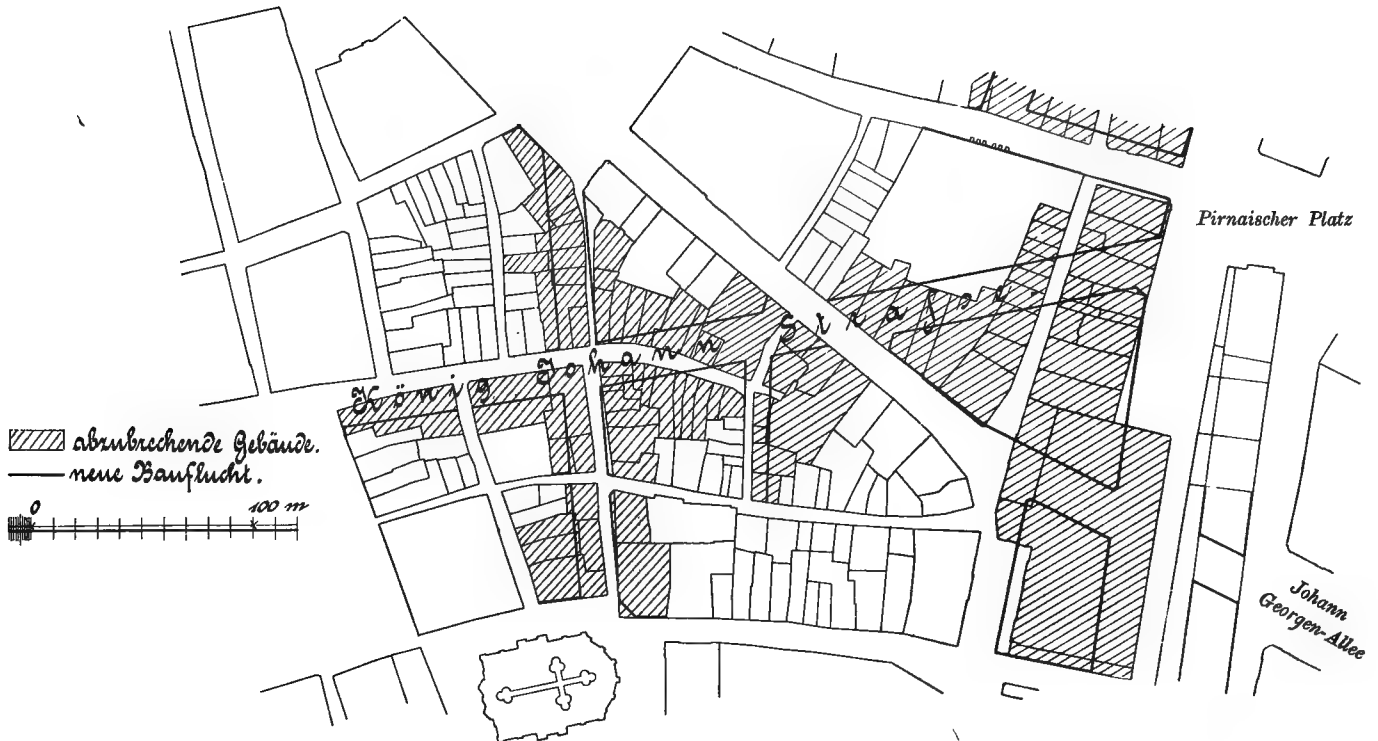 Pirnaischer Platz
König Johann Straße.
abzubrechende Gebäude.
neue Bauflucht.
0 100 m
Johann
Georgen-Allee